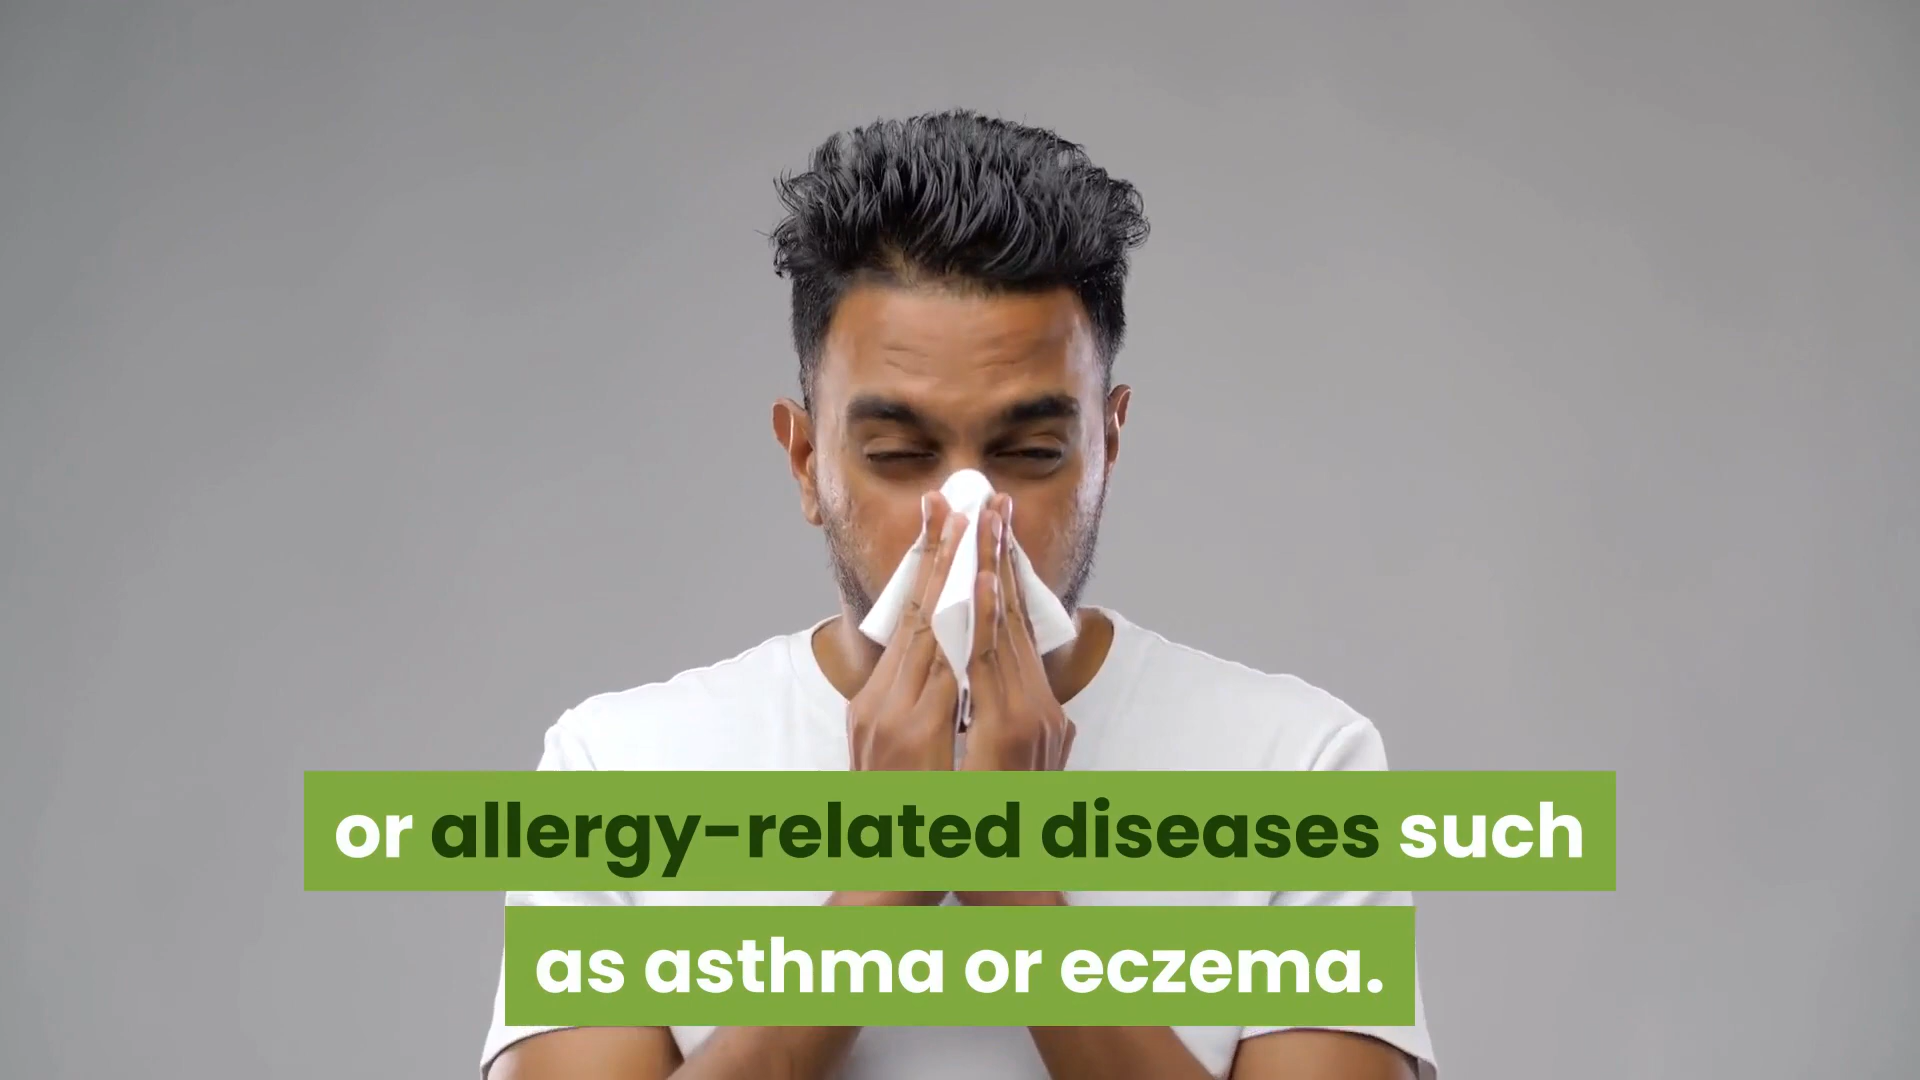 or allergy-related diseases such
as asthma or eczema.